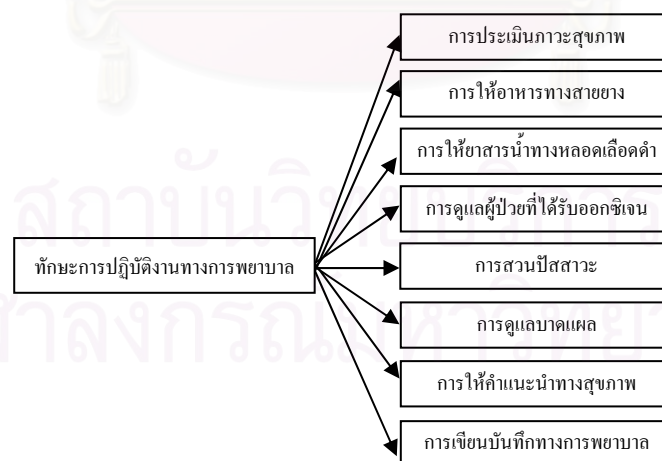 การประเมินภาวะสุขภาพ
การให้อาหารทางสายยาง
การให้ยาสารน้ำทางหลอดเลือดดำ
การดูแลผู้ป่วยที่ได้รับออกซิเจน
ทักษะการปฏิบัติงานทางการพยาบาล
การสวนปัสสาวะ
การดูแลบาดแผล
การให้คำแนะนำทางสุขภาพ
การเขียนบันทึกทางการพยาบาล